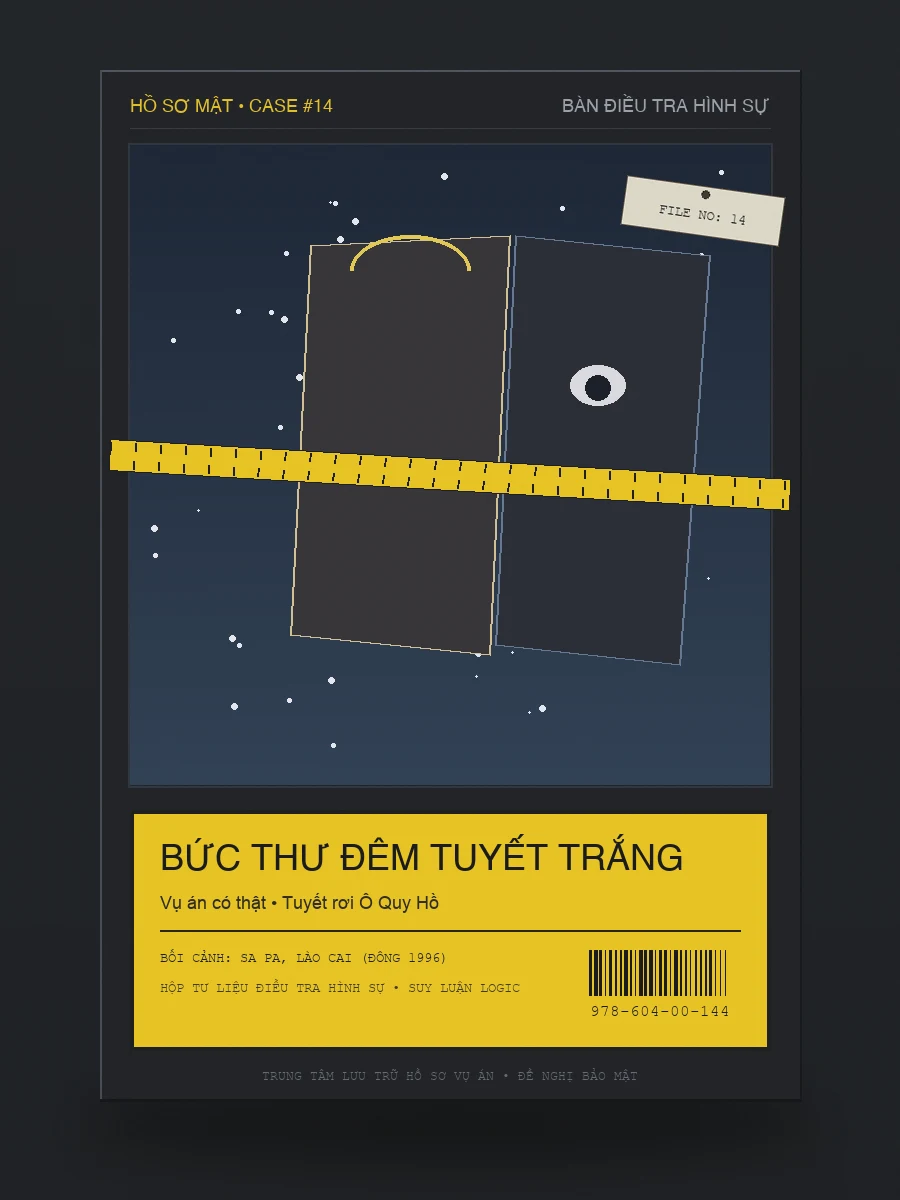 HỒ SƠ MẬT • CASE #14
BÀN ĐIỀU TRA HÌNH SỰ
FILE NO: 14
BỨC THƯ ĐÊM TUYẾT TRẮNG
Vụ án có thật • Tuyết rơi Ô Quy Hồ
BỐI CẢNH: SA PA, LÀO CAI (ĐÔNG 1996)
HỘP TƯ LIỆU ĐIỀU TRA HÌNH SỰ • SUY LUẬN LOGIC
978-604-00-144
TRUNG TÂM LƯU TRỮ HỒ SƠ VỤ ÁN • ĐỀ NGHỊ BẢO MẬT